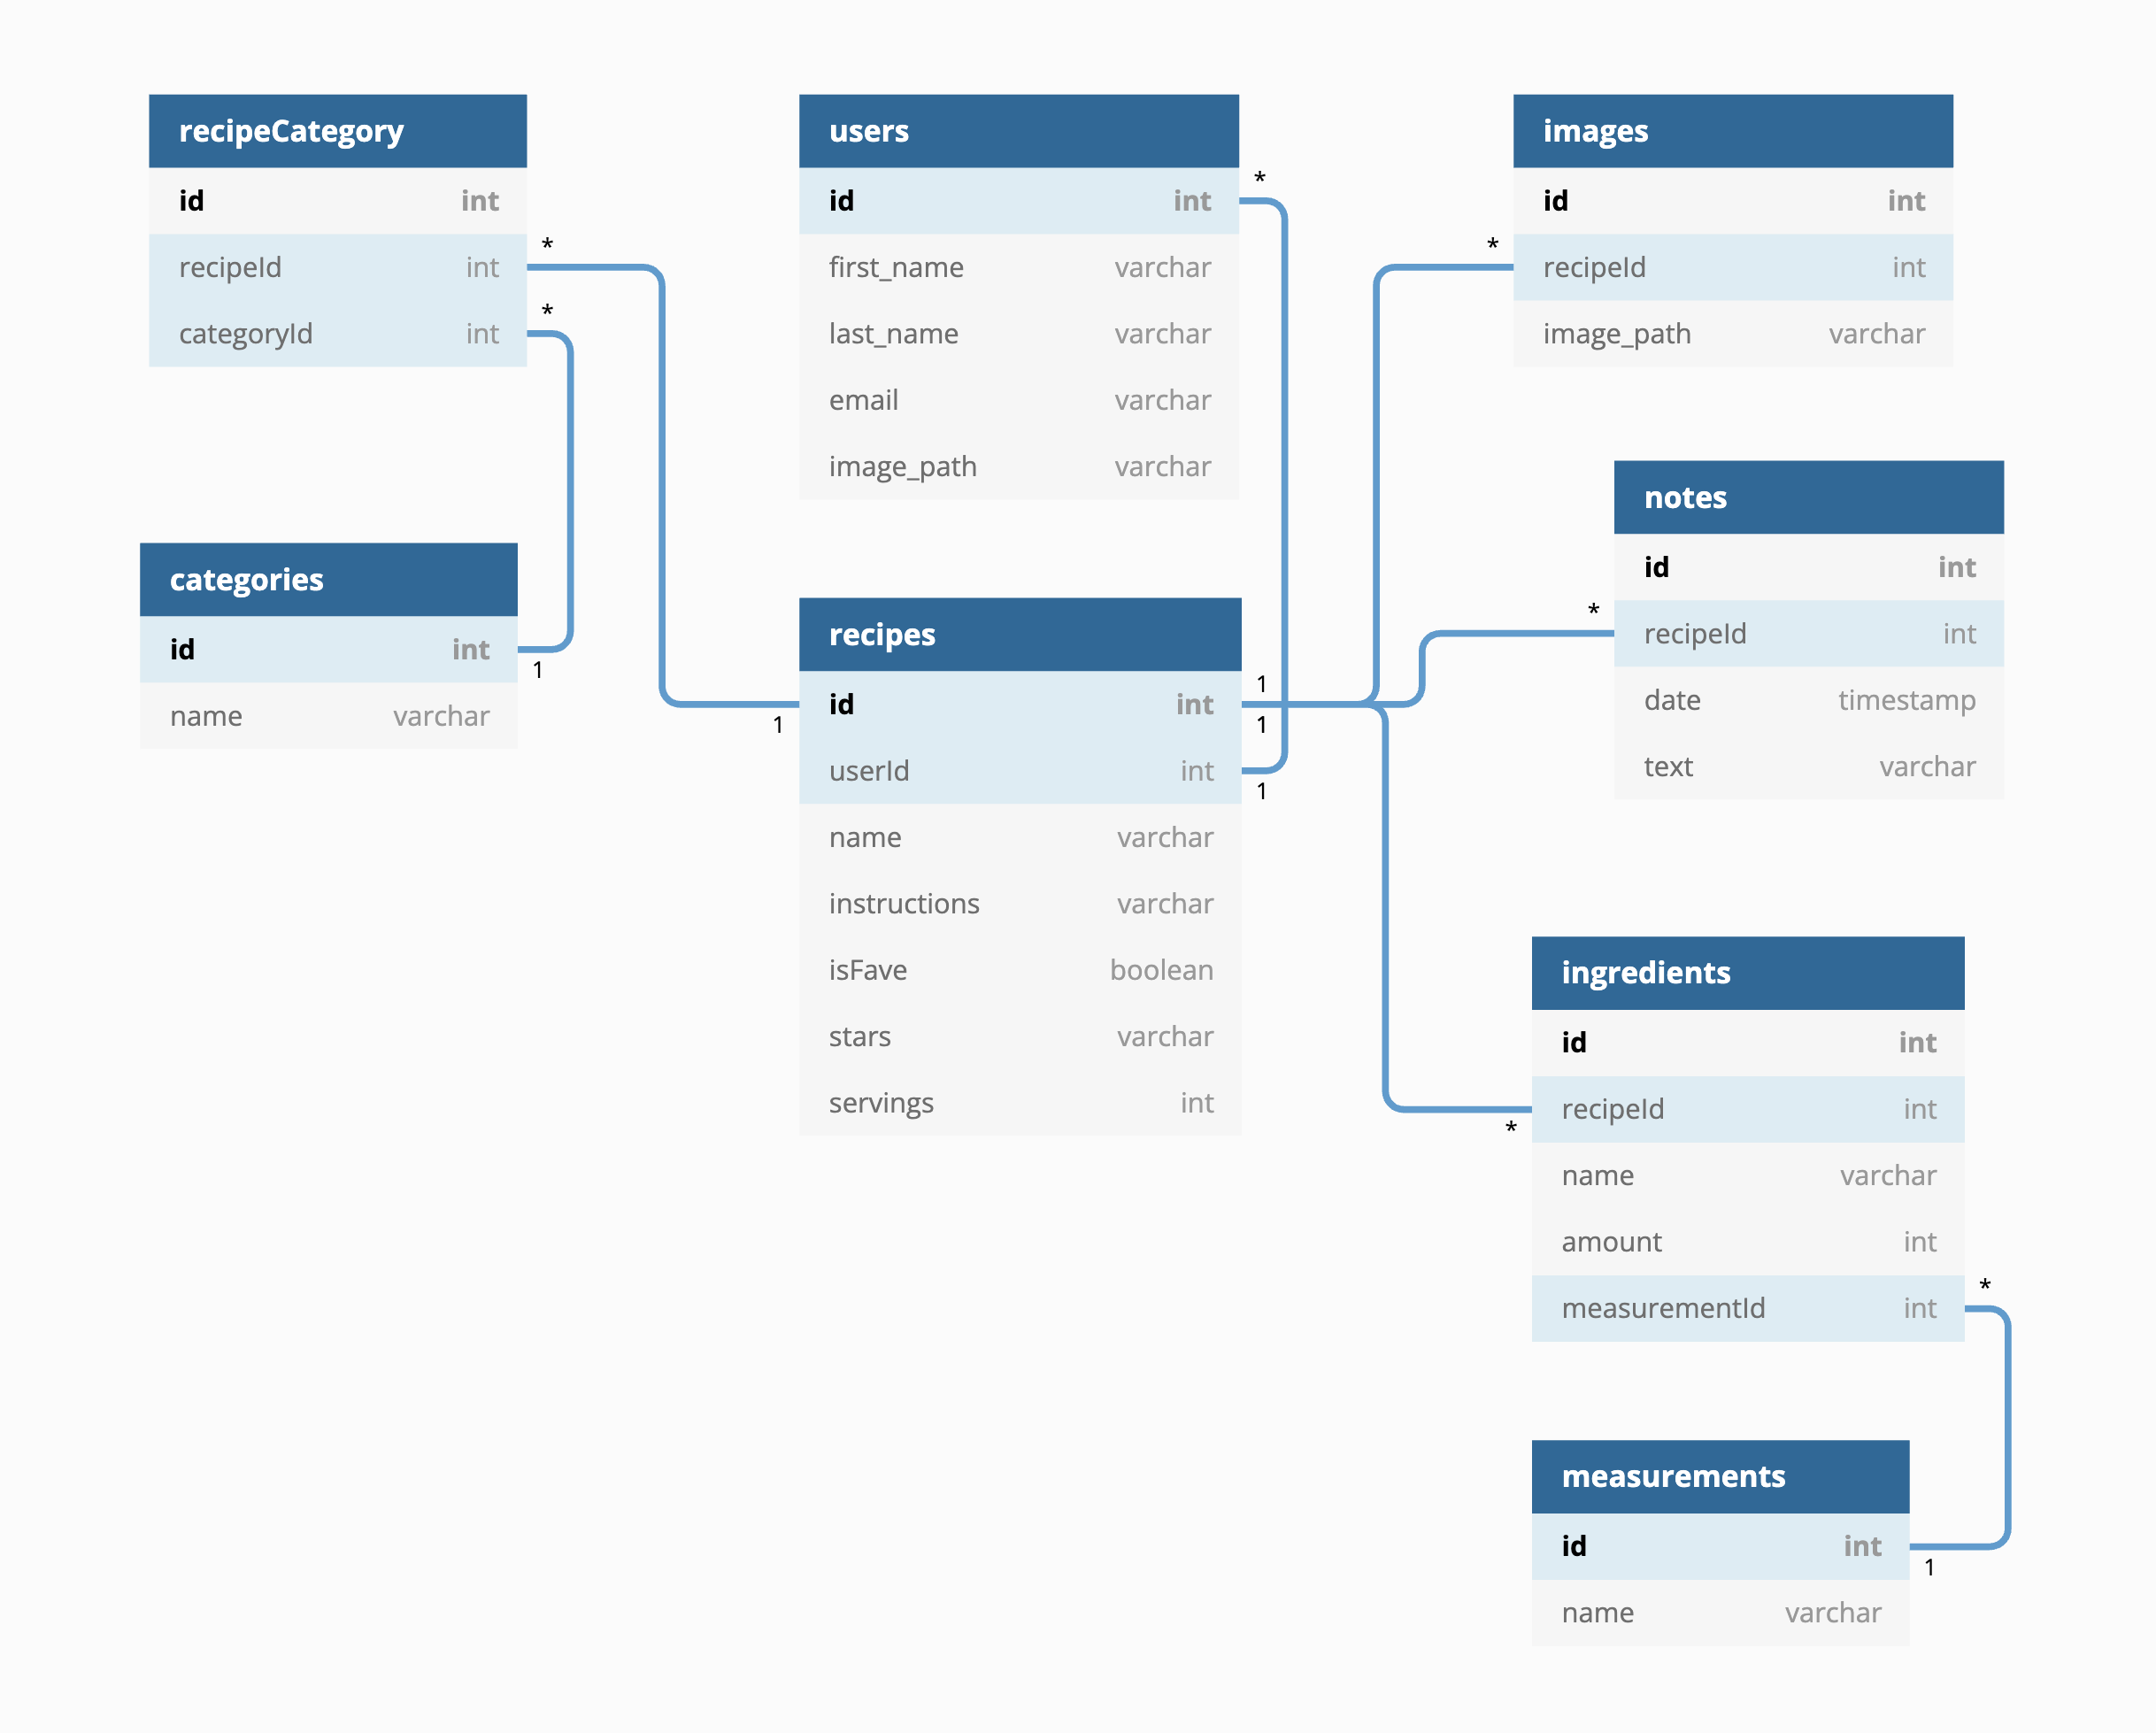 recipeCategory
id int
*
recipeId int
*
categoryId int
categories
id int
1
name varchar
users
*
id int
first_name varchar
last_name varchar
email varchar
image_path varchar
recipes
1
id int
1
1
userId int
1
name varchar
instructions varchar
isFave boolean
stars varchar
servings int
images
id int
*
recipeId int
image_path varchar
notes
id int
*
recipeId int
date timestamp
text varchar
ingredients
id int
recipeId int
*
name varchar
amount int
*
measurementId int
measurements
id int
1
name varchar